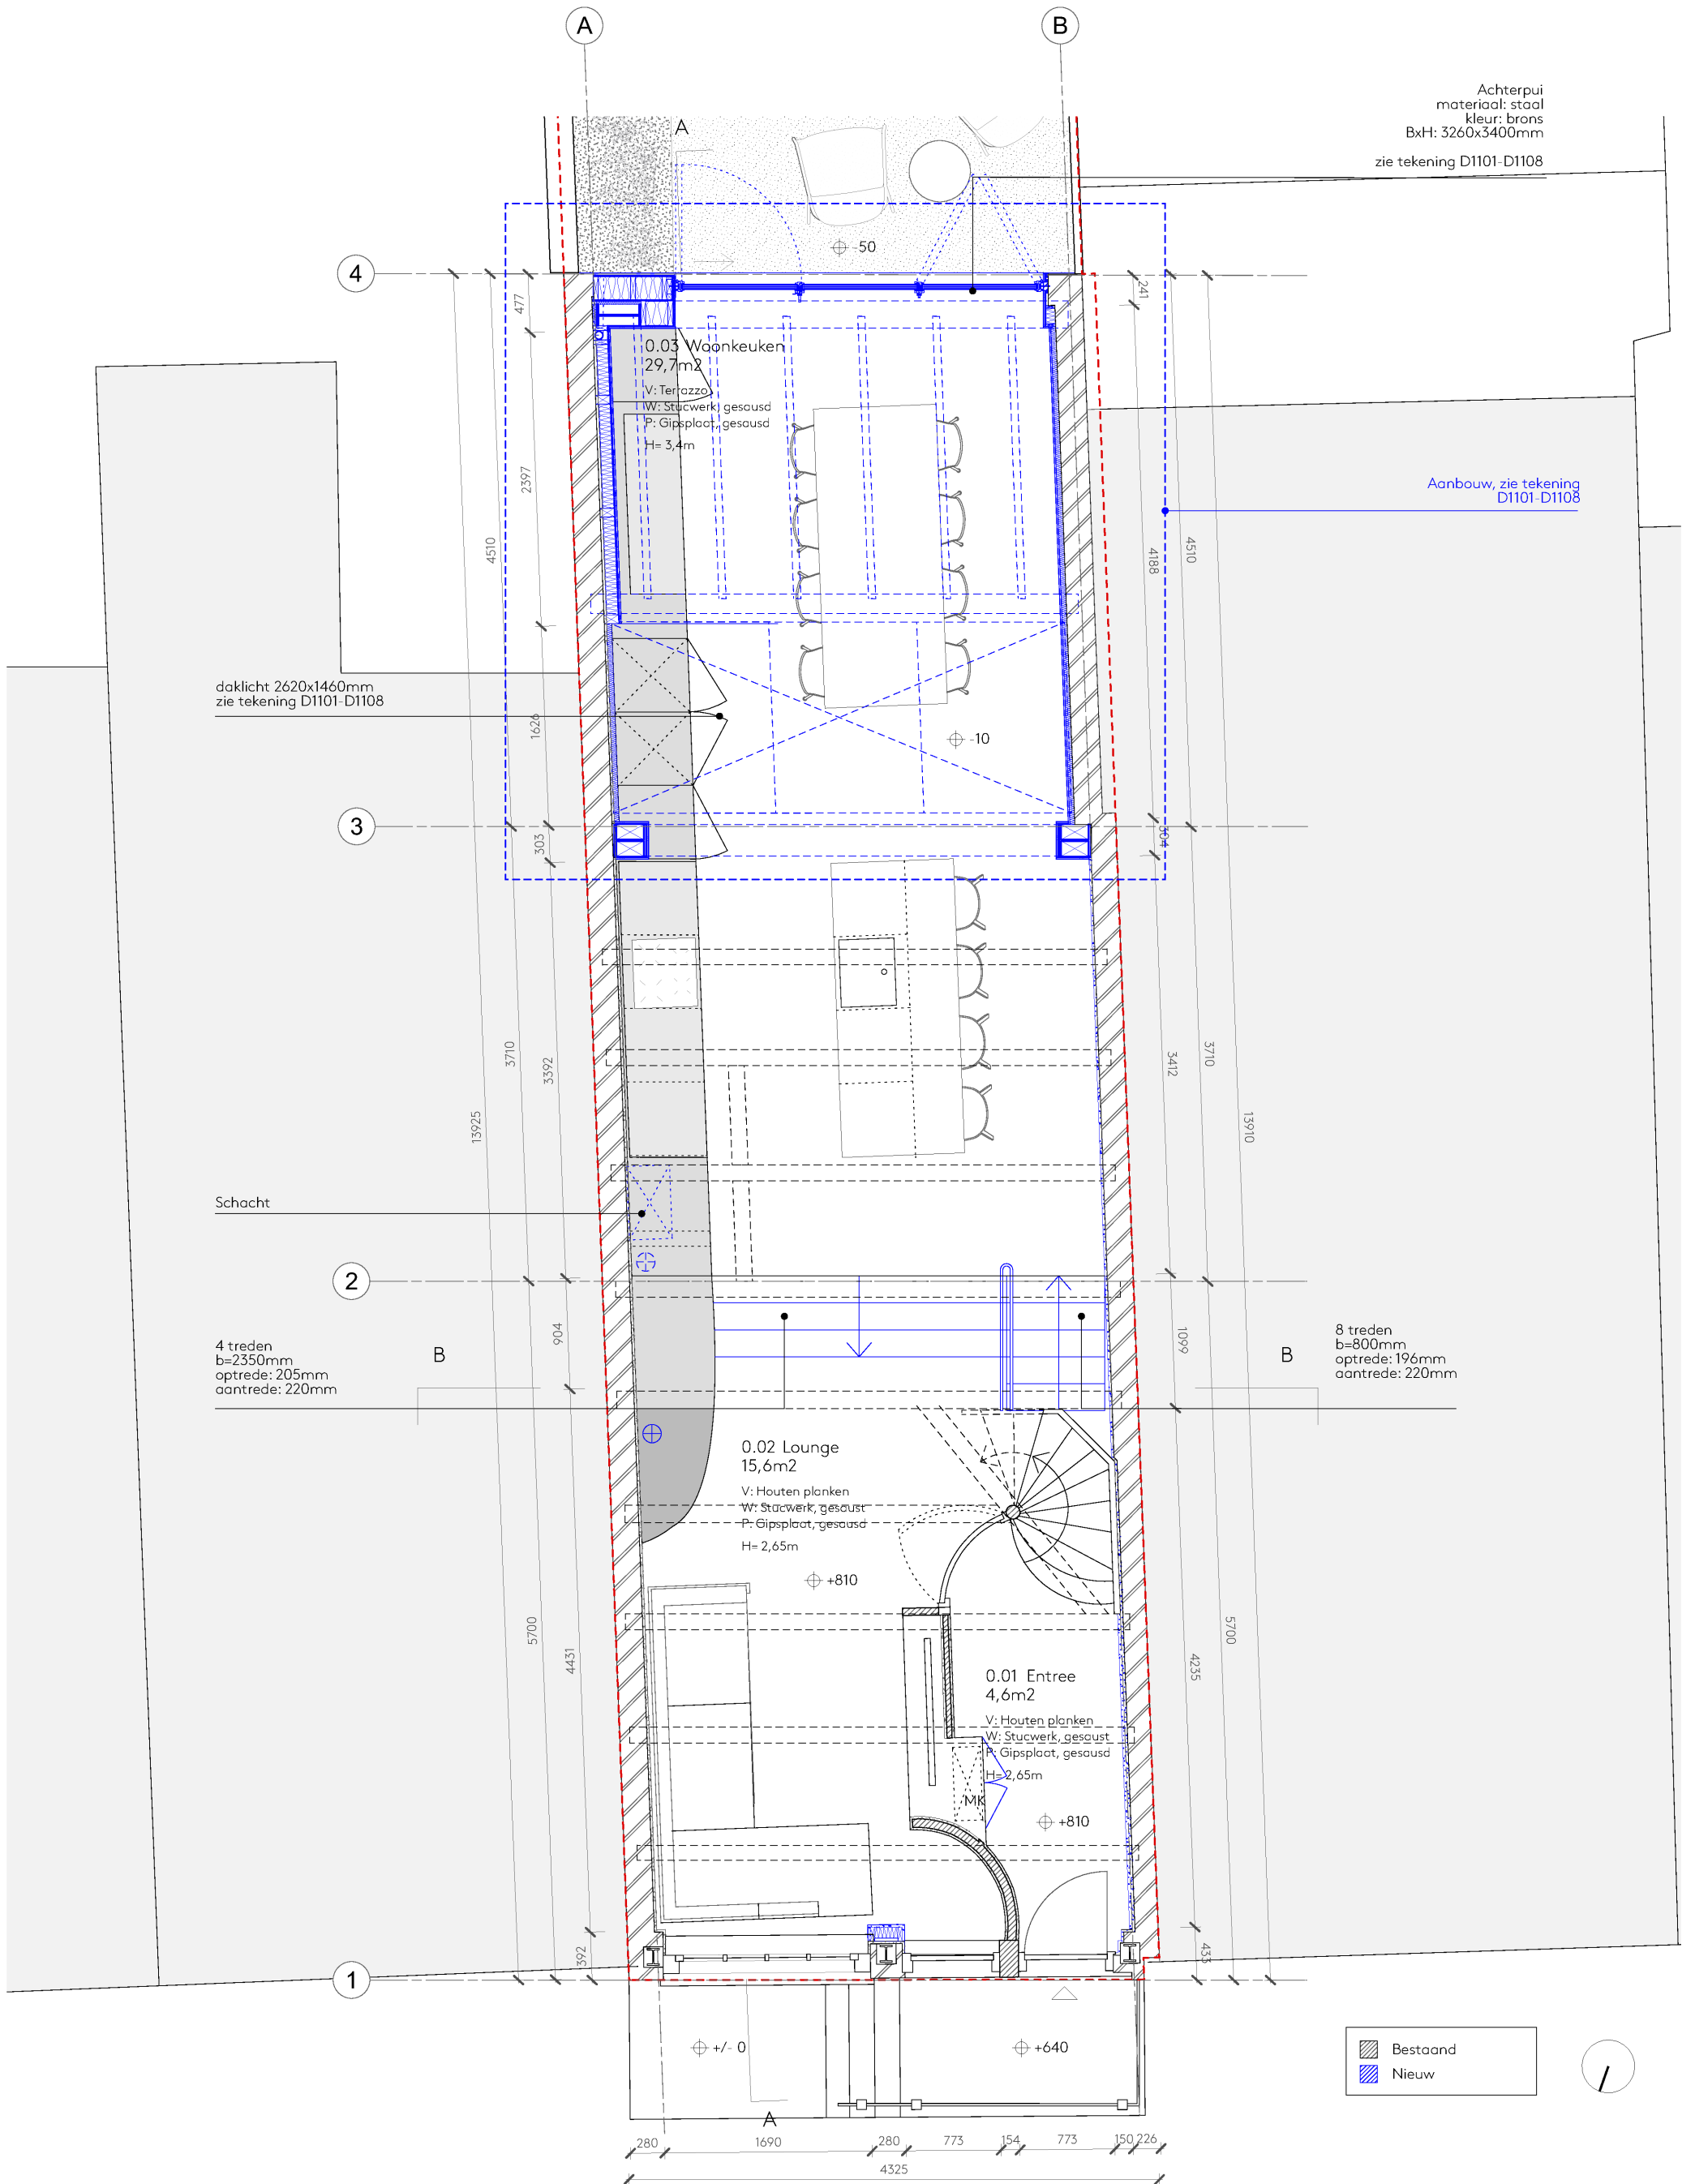 A
B
Achterpui
materiaal: staal
kleur: brons
BxH: 3260x3400mm
zie tekening D1101-D1108
A
-50
4
477
241
0.03 Woonkeuken
29,7m2
V: Terrazzo
W: Stucwerk, gesausd
P: Gipsplaat, gesausd
H= 3,4m
2397
4510
4188
4510
Aanbouw, zie tekening
D1101-D1108
daklicht 2620x1460mm
zie tekening D1101-D1108
1626
-10
3
303
304
3710
3392
13925
3412
3710
13910
Schacht
2
904
1099
4 treden
b=2350mm
optrede: 205mm
aantrede: 220mm
B
B
8 treden
b=800mm
optrede: 196mm
aantrede: 220mm
0.02 Lounge
15,6m2
V: Houten planken
W: Stucwerk, gesaust
P: Gipsplaat, gesausd
H= 2,65m
+810
5700
4431
4235
5700
0.01 Entree
4,6m2
V: Houten planken
W: Stucwerk, gesaust
P: Gipsplaat, gesausd
H= 2,65m
MK
+810
392
433
1
+/- 0
+640
A
Bestaand
Nieuw
280
1690
280
773
154
773
150
226
4325